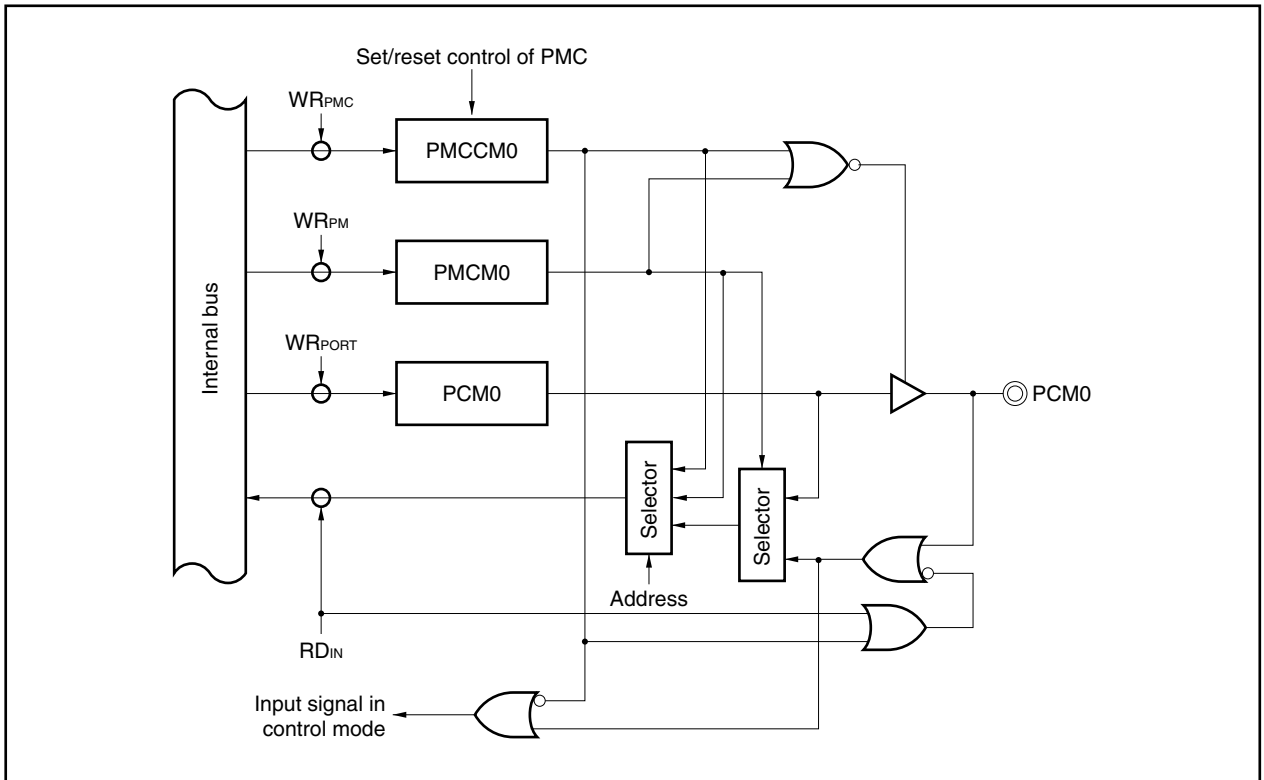 Set/reset control of PMC
WRPMC
PMCCM0
WRPM
PMCM0
Internal bus
WRPORT
PCM0
PCM0
Selector
Selector
Address
RDIN
Input signal in
control mode